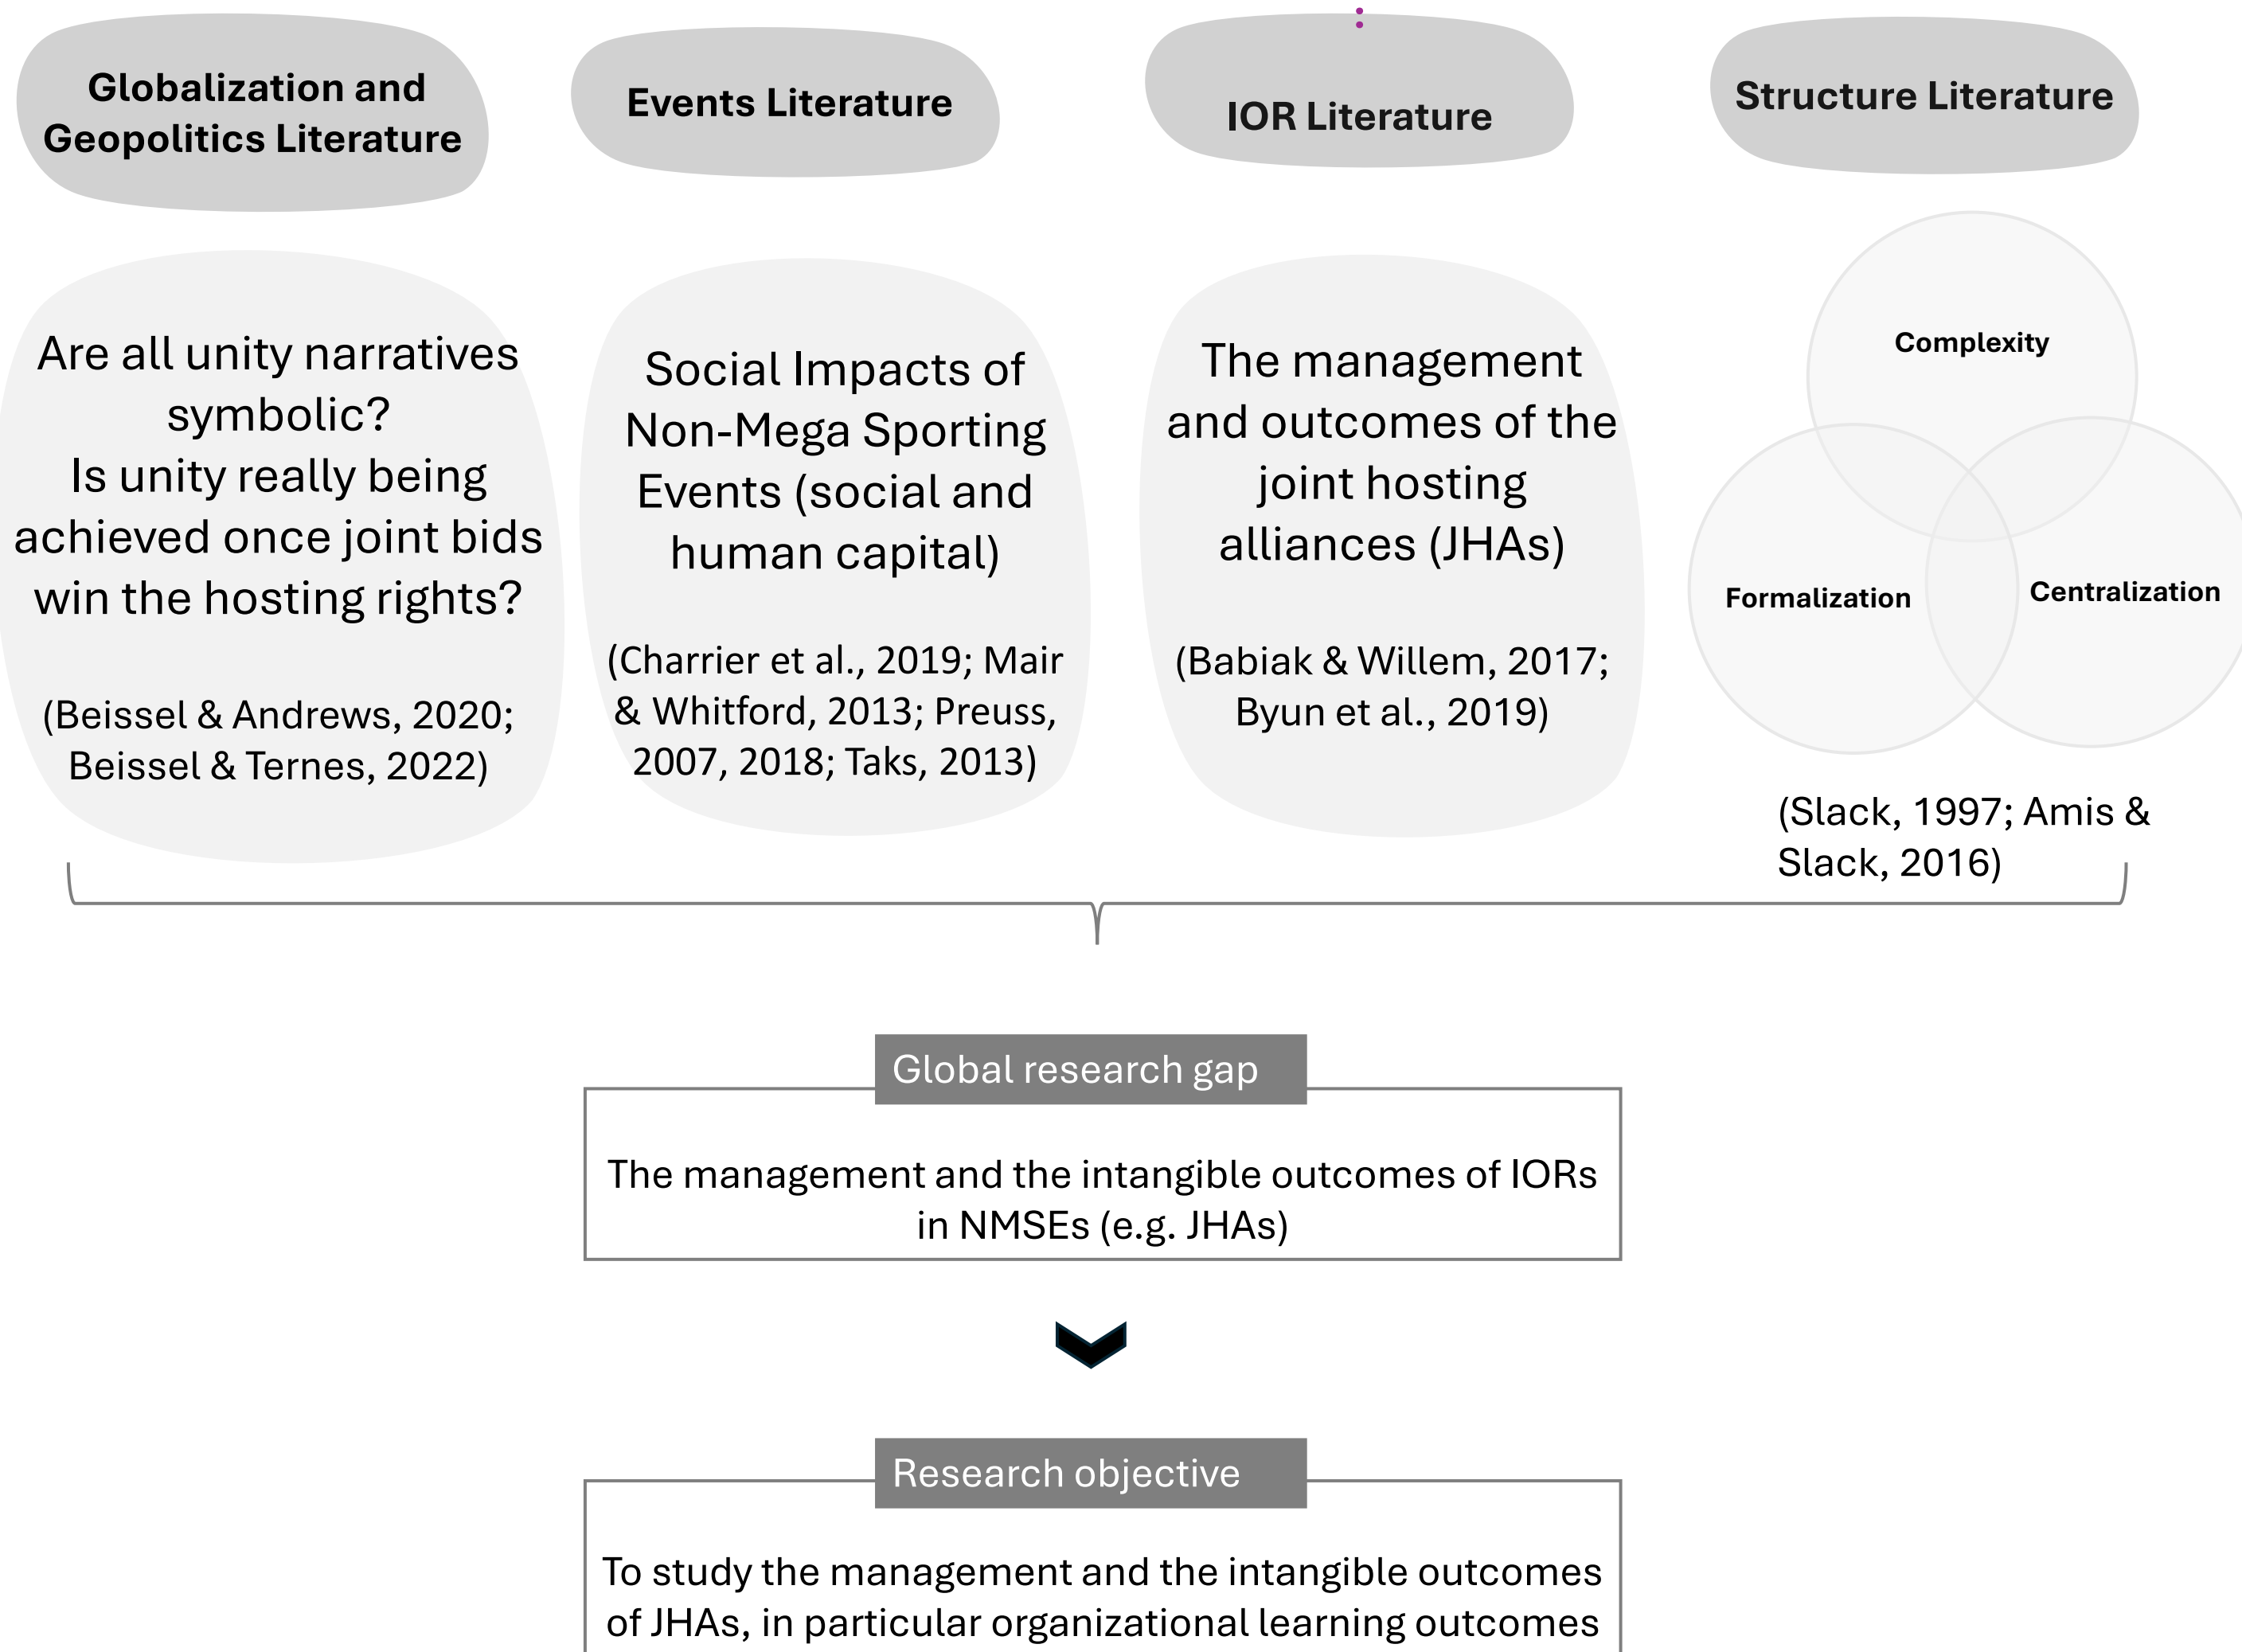 Globalization and
Geopolitics Literature
Events Literature
IOR Literature
Structure Literature
Are all unity narratives
symbolic?
Is unity really being
achieved once joint bids
win the hosting rights?
(Beissel & Andrews, 2020;
Beissel & Ternes, 2022)
Social Impacts of
Non-Mega Sporting
Events (social and
human capital)
(Charrier et al., 2019; Mair
& Whitford, 2013; Preuss,
2007, 2018; Taks, 2013)
The management
and outcomes of the
joint hosting
alliances (JHAs)
(Babiak & Willem, 2017;
Byun et al., 2019)
Complexity
Formalization
Centralization
(Slack, 1997; Amis &
Slack, 2016)
Global research gap
The management and the intangible outcomes of IORs
in NMSEs (e.g. JHAs)
Research objective
To study the management and the intangible outcomes
of JHAs, in particular organizational learning outcomes